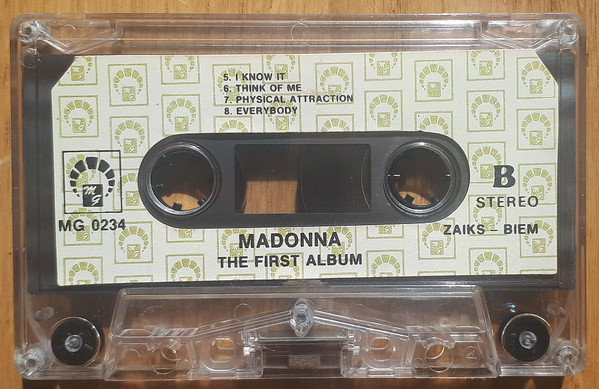 5. I KNOW IT
6. THINK OF ME
7. PHYSICAL ATTRACTION
8. EVERYBODY
MG
MG 0234
B
STEREO
ZAIKS – BIEM
MADONNA
THE FIRST ALBUM